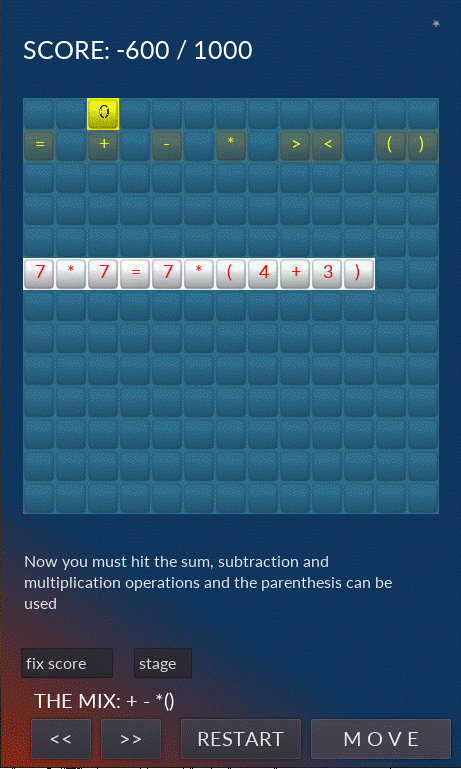 SCORE: -600 / 1000
0
= + - * > < ( )
7 * 7 = 7 * ( 4 + 3 )
Now you must hit the sum, subtraction and
multiplication operations and the parenthesis can be
used
fix score stage
THE MIX: + - *()
<< >> RESTART M O V E